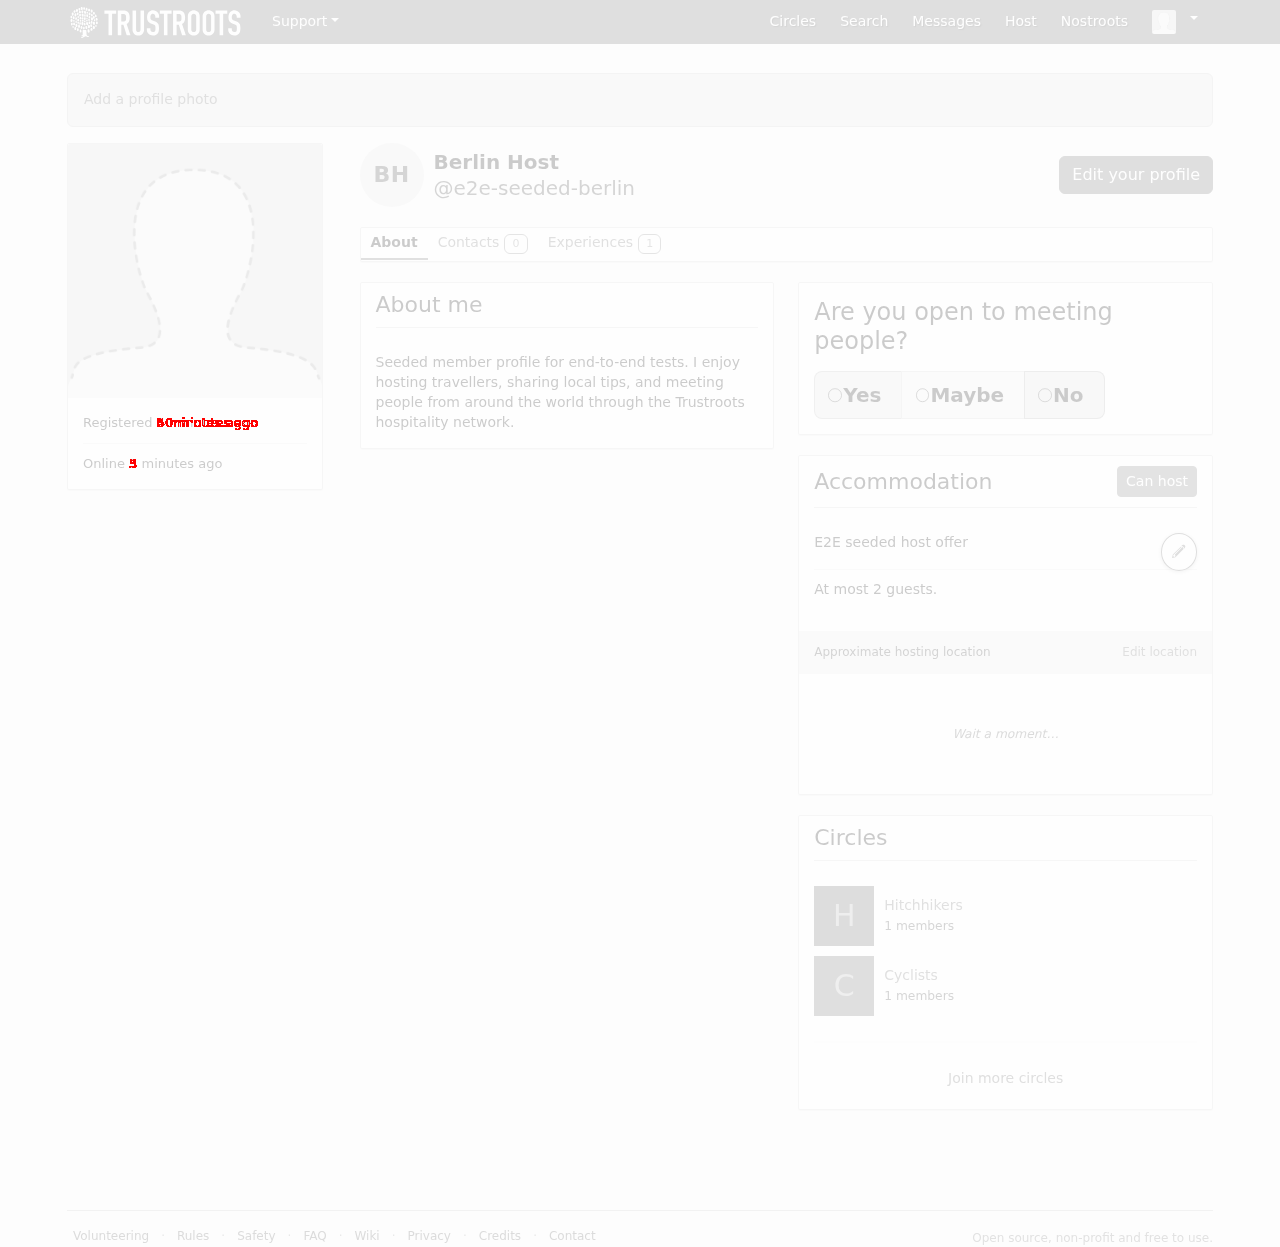 TRUSTROOTS Support Circles Search Messages Host Nostroots
Add a profile photo
BH
Berlin Host
@e2e-seeded-berlin
Edit your profile
About Contacts 0 Experiences 1
Registered
Online minutes ago
About me
Seeded member profile for end-to-end tests. I enjoy
hosting travellers, sharing local tips, and meeting
people from around the world through the Trustroots
hospitality network.
Are you open to meeting
people?
Yes Maybe No
Accommodation Can host
E2E seeded host offer
At most 2 guests.
Approximate hosting location Edit location
Wait a moment...
Circles
H
Hitchhikers
1 members
C
Cyclists
1 members
Join more circles
Volunteering · Rules · Safety · FAQ · Wiki · Privacy · Credits · Contact
Open source, non-profit and free to use.